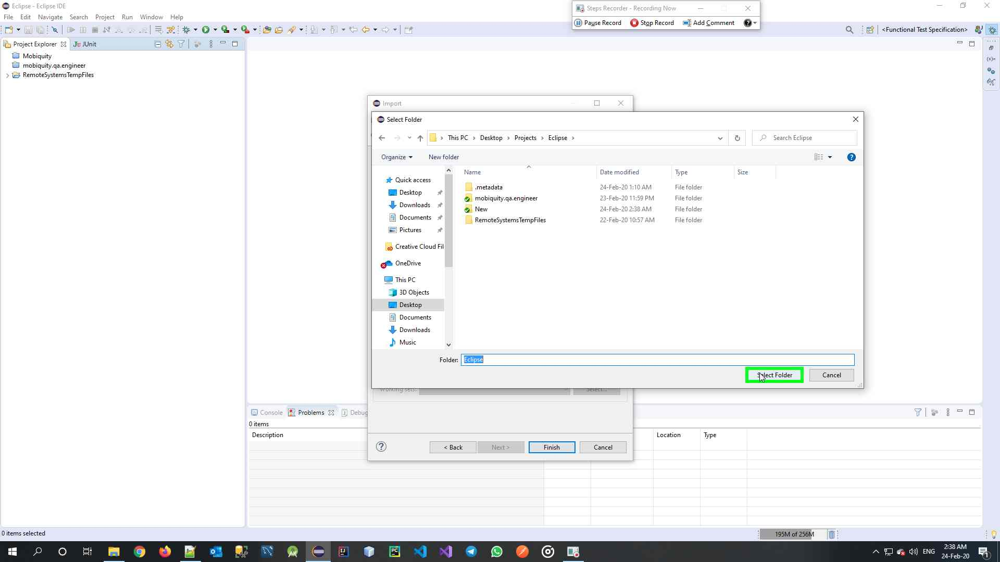 Eclipse - Eclipse IDE
Steps Recorder - Recording Now
File Edit Navigate Search Project Run Window Help
Pause Record Stop Record Add Comment
<Functional Test Specification>
Project Explorer JUnit
Mobiquity
mobiquity.qa.engineer
RemoteSystemsTempFiles
Import
Select Folder
This PC › Desktop › Projects › Eclipse ›
Search Eclipse
Organize New folder
Name Date modified Type Size
Quick access
Desktop
Downloads
Documents
Pictures
Creative Cloud Fil
OneDrive
This PC
3D Objects
Desktop
Documents
Downloads
Music
.metadata 24-Feb-20 1:10 AM File folder
mobiquity.qa.engineer 23-Feb-20 11:59 PM File folder
New 24-Feb-20 2:38 AM File folder
RemoteSystemsTempFiles 22-Feb-20 10:57 AM File folder
Folder: Eclipse
Select Folder Cancel
Working sets: Select...
Console Problems Debug
0 items
Description Location Type
< Back Next > Finish Cancel
0 items selected
195M of 256M
ENG
2:38 AM
24-Feb-20
1